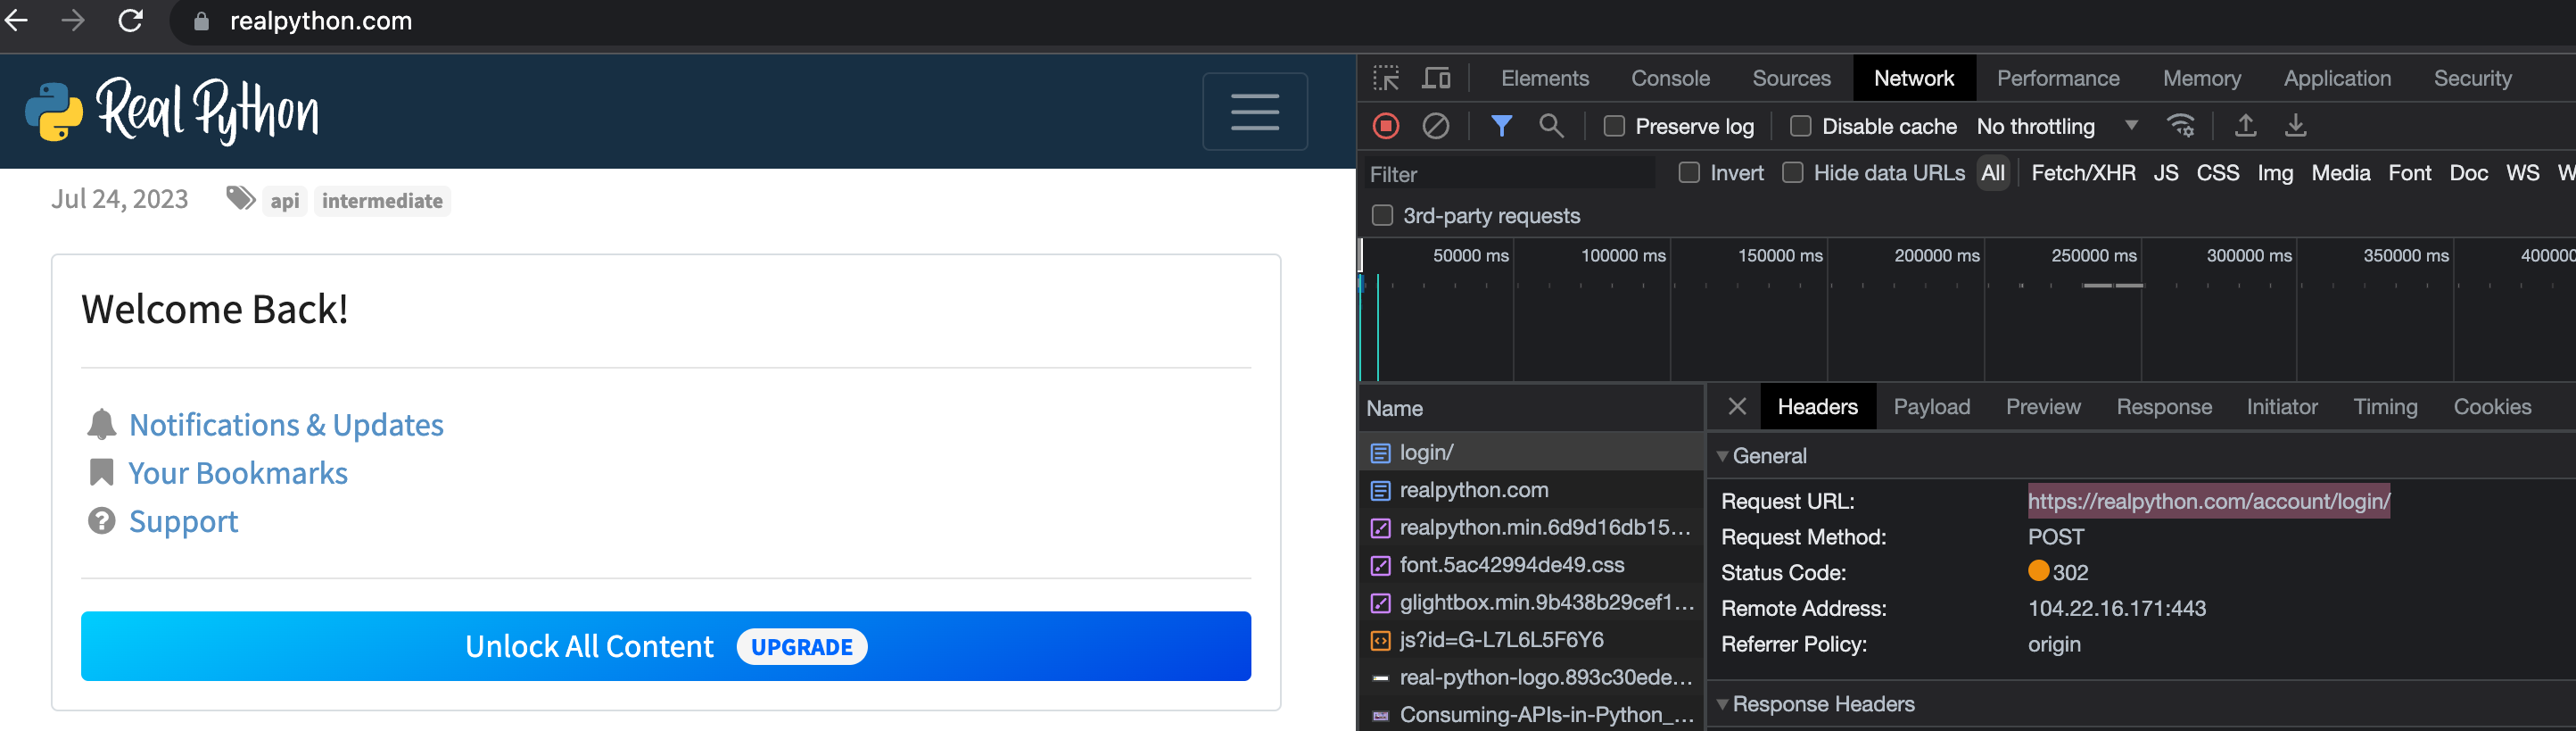 realpython.com
Real Python
Jul 24, 2023 api intermediate
Welcome Back!
Notifications & Updates
Your Bookmarks
Support
Unlock All Content UPGRADE
Elements Console Sources Network Performance Memory Application Security
Preserve log Disable cache No throttling
Filter Invert Hide data URLs All Fetch/XHR JS CSS Img Media Font Doc WS W
3rd-party requests
50000 ms 100000 ms 150000 ms 200000 ms 250000 ms 300000 ms 350000 ms 400000
Name
login/
realpython.com
realpython.min.6d9d16db15...
font.5ac42994de49.css
glightbox.min.9b438b29cef1...
js?id=G-L7L6L5F6Y6
real-python-logo.893c30ede...
Consuming-APIs-in-Python_...
Headers Payload Preview Response Initiator Timing Cookies
General
Request URL: https://realpython.com/account/login/
Request Method: POST
Status Code: 302
Remote Address: 104.22.16.171:443
Referrer Policy: origin
Response Headers